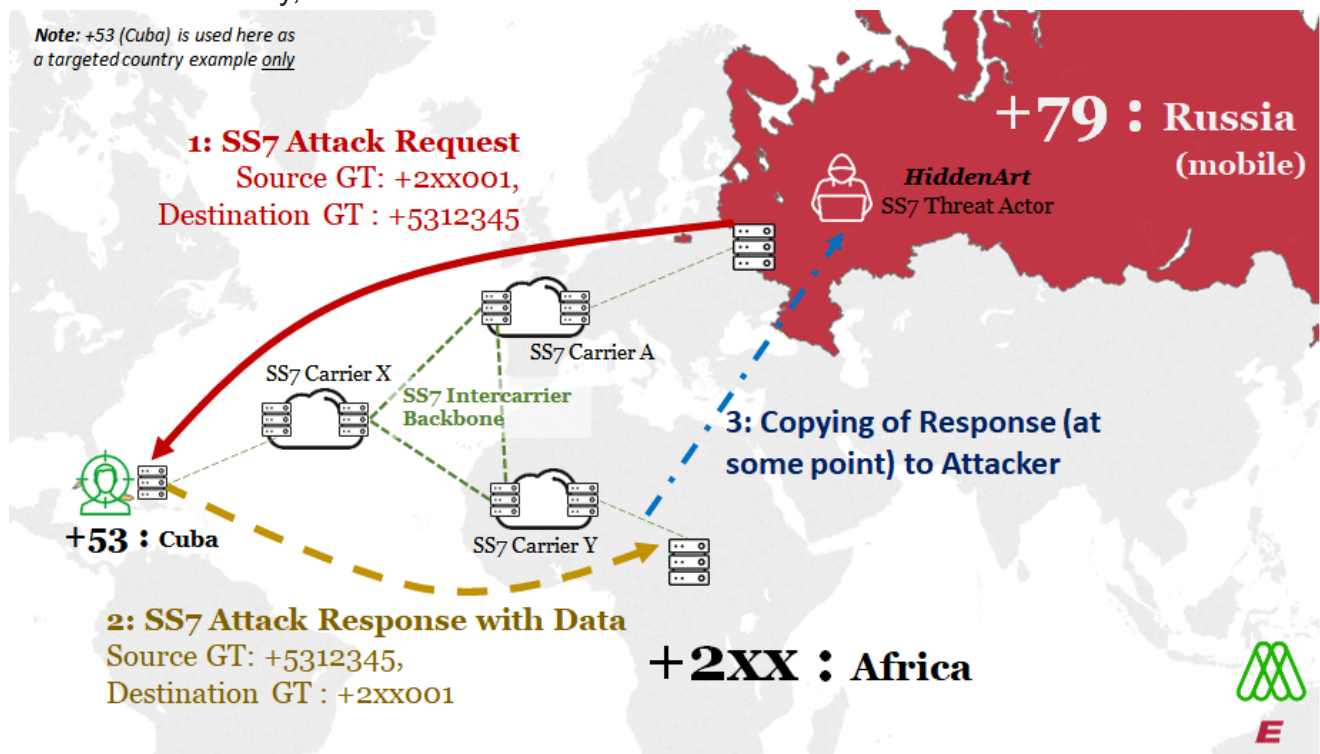 Note: +53 (Cuba) is used here as
a targeted country example only
1: SS7 Attack Request
Source GT: +2xx001,
Destination GT : +5312345
+79 : Russia
(mobile)
HiddenArt
SS7 Threat Actor
SS7 Carrier A
SS7 Carrier X
SS7 Intercarrier
Backbone
3: Copying of Response (at
some point) to Attacker
+53 : Cuba
SS7 Carrier Y
2: SS7 Attack Response with Data
Source GT: +5312345,
Destination GT : +2xx001
+2xx : Africa
E